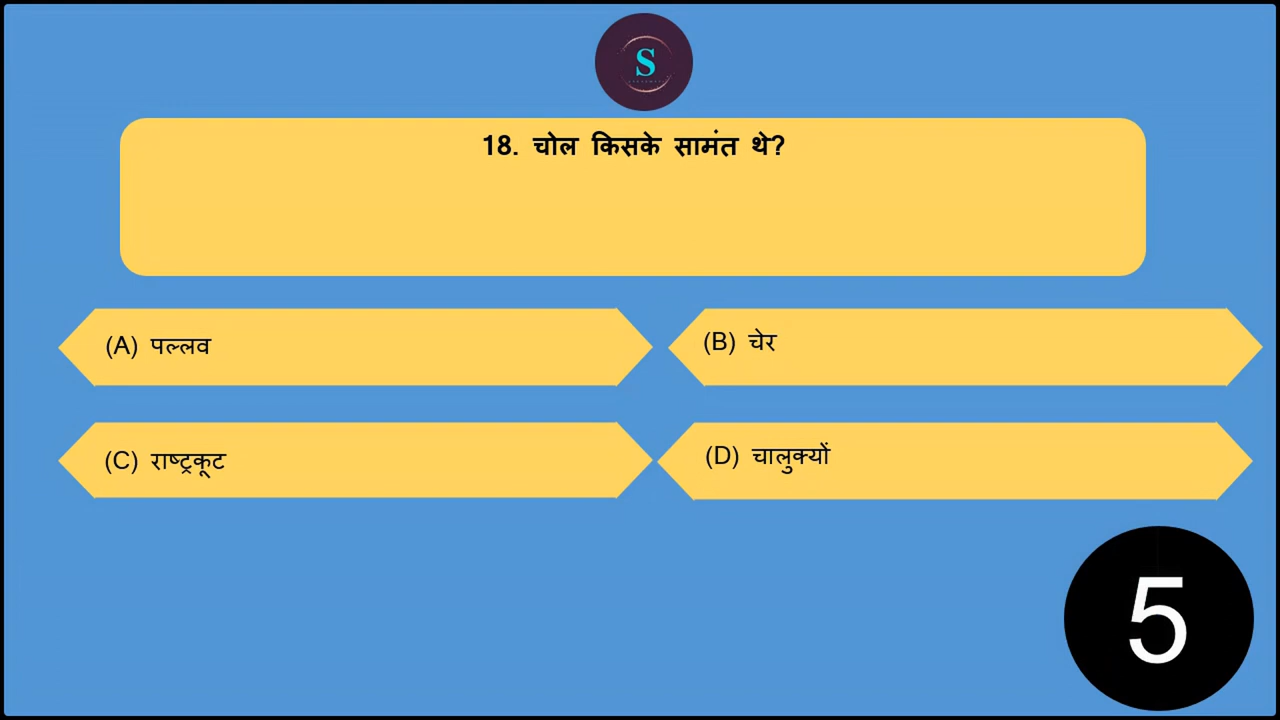 S
18. चोल किसके सामंत थे?
(A) पल्लव
(B) चेर
(C) राष्ट्रकूट
(D) चालुक्यों
5